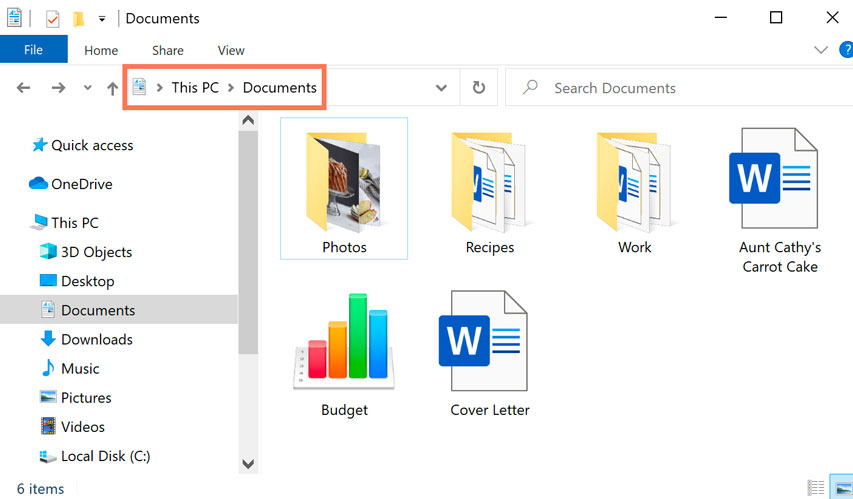 Documents
File Home Share View
?
This PC Documents
Search Documents
Quick access
OneDrive
This PC
3D Objects
Desktop
Documents
Downloads
Music
Pictures
Videos
Local Disk (C:)
Photos
W
Recipes
W
Work
W
Aunt Cathy's
Carrot Cake
Budget
W
Cover Letter
6 items